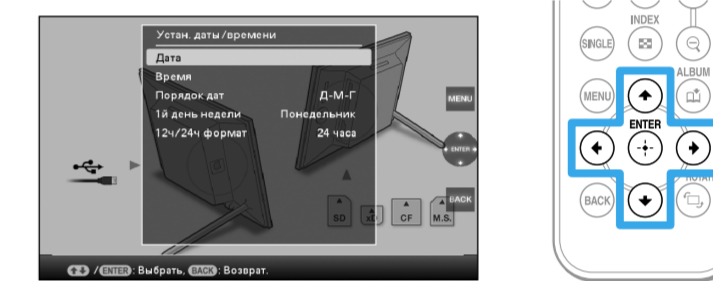 Устан. даты/времени
Дата
Время
Порядок дат Д-М-Г
1й день недели Понедельник
12ч/24ч формат 24 часа
MENU
ENTER
BACK
SD xD CF M.S.
/ENTER: Выбрать, BACK: Возврат.
INDEX
SINGLE
ALBUM
MENU
ENTER
BACK